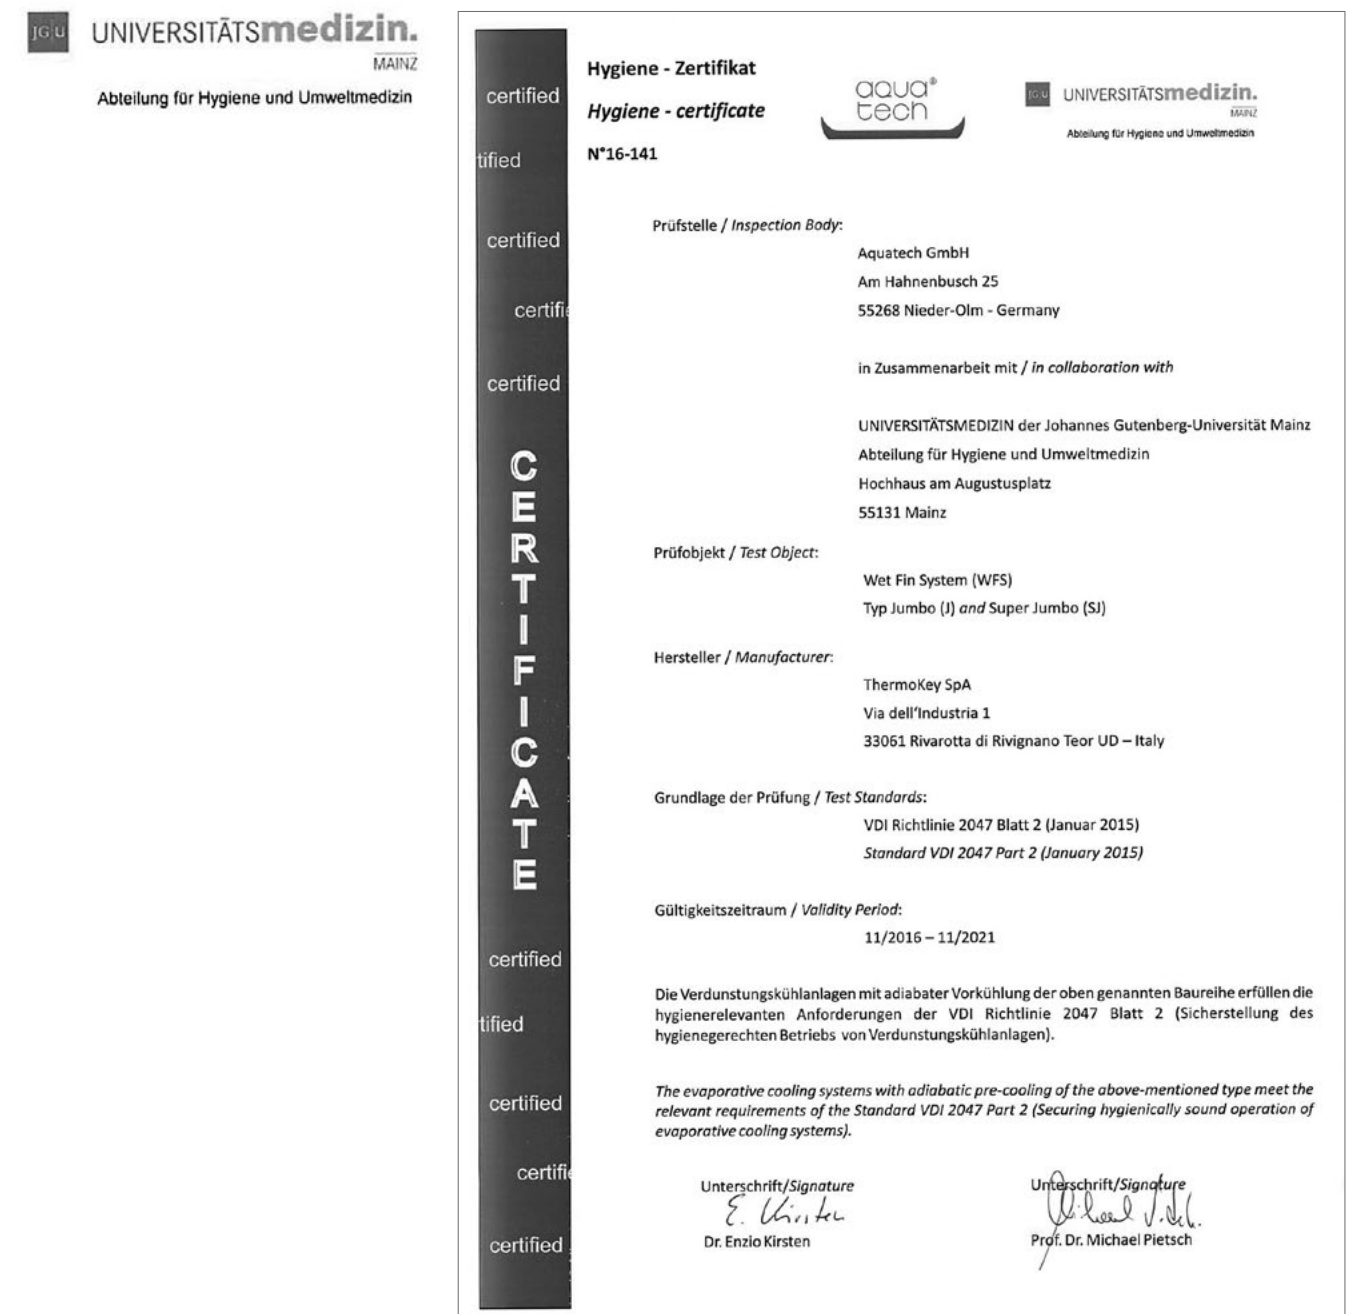 JG|U UNIVERSITÄTSmedizin.
MAINZ
Abteilung für Hygiene und Umweltmedizin
certified
tified
certified
certifie
certified
CERTIFICATE
certified
tified
certified
certifie
certified
Hygiene - Zertifikat
Hygiene - certificate
N°16-141
aqua®
tech
JG|U UNIVERSITÄTSmedizin.
MAINZ
Abteilung für Hygiene und Umweltmedizin
Prüfstelle / Inspection Body:
Aquatech GmbH
Am Hahnenbusch 25
55268 Nieder-Olm - Germany
in Zusammenarbeit mit / in collaboration with
UNIVERSITÄTSMEDIZIN der Johannes Gutenberg-Universität Mainz
Abteilung für Hygiene und Umweltmedizin
Hochhaus am Augustusplatz
55131 Mainz
Prüfobjekt / Test Object:
Wet Fin System (WFS)
Typ Jumbo (J) and Super Jumbo (SJ)
Hersteller / Manufacturer:
ThermoKey SpA
Via dell'Industria 1
33061 Rivarotta di Rivignano Teor UD – Italy
Grundlage der Prüfung / Test Standards:
VDI Richtlinie 2047 Blatt 2 (Januar 2015)
Standard VDI 2047 Part 2 (January 2015)
Gültigkeitszeitraum / Validity Period:
11/2016 – 11/2021
Die Verdunstungskühlanlagen mit adiabater Vorkühlung der oben genannten Baureihe erfüllen die
hygienerelevanten Anforderungen der VDI Richtlinie 2047 Blatt 2 (Sicherstellung des
hygienegerechten Betriebs von Verdunstungskühlanlagen).
The evaporative cooling systems with adiabatic pre-cooling of the above-mentioned type meet the
relevant requirements of the Standard VDI 2047 Part 2 (Securing hygienically sound operation of
evaporative cooling systems).
Unterschrift/Signature
E. Kirsten
Dr. Enzio Kirsten
Unterschrift/Signature
Prof. Dr. Michael Pietsch